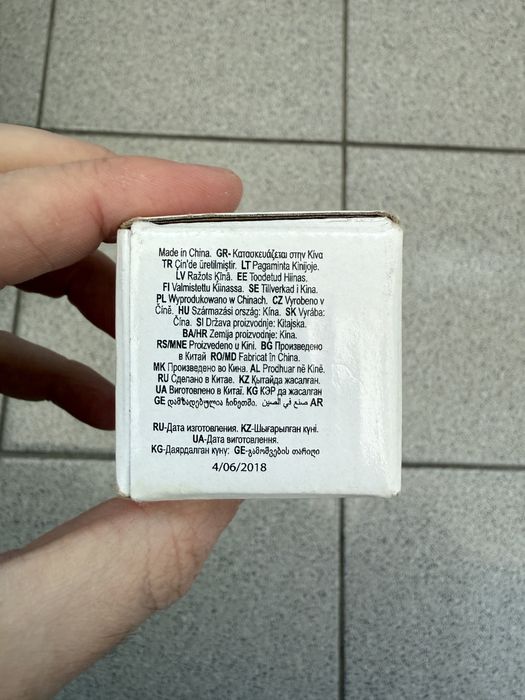 Made in China. GR- Κατασκευάζεται στην Κίνα
TR Çin'de üretilmiştir. LT Pagaminta Kinijoje.
LV Ražots Ķīnā. EE Toodetud Hiinas.
FI Valmistettu Kiinassa. SE Tillverkad i Kina.
PL Wyprodukowano w Chinach. CZ Vyrobeno v
Číně. HU Származási ország: Kína. SK Výrába:
Čína. SI Država proizvodnje: Kitajska.
BA/HR Zemlja proizvodnje: Kina.
RS/MNE Proizvedeno u Kini. BG Произведено
в Китай RO/MD Fabricat în China.
MK Произведено во Кина. AL Prodhuar në Kinë.
RU Сделано в Китае. KZ Қытайда жасалған.
UA Виготовлено в Китаї. KG КЭР да жасалган
GE დამზადებულია ჩინეთში. صنع في الصين AR
RU-Дата изготовления. KZ-Шығарылған күні.
UA-Дата виготовлення.
KG-Даярдалган куну: GE-გამოშვების თარიღი
4/06/2018